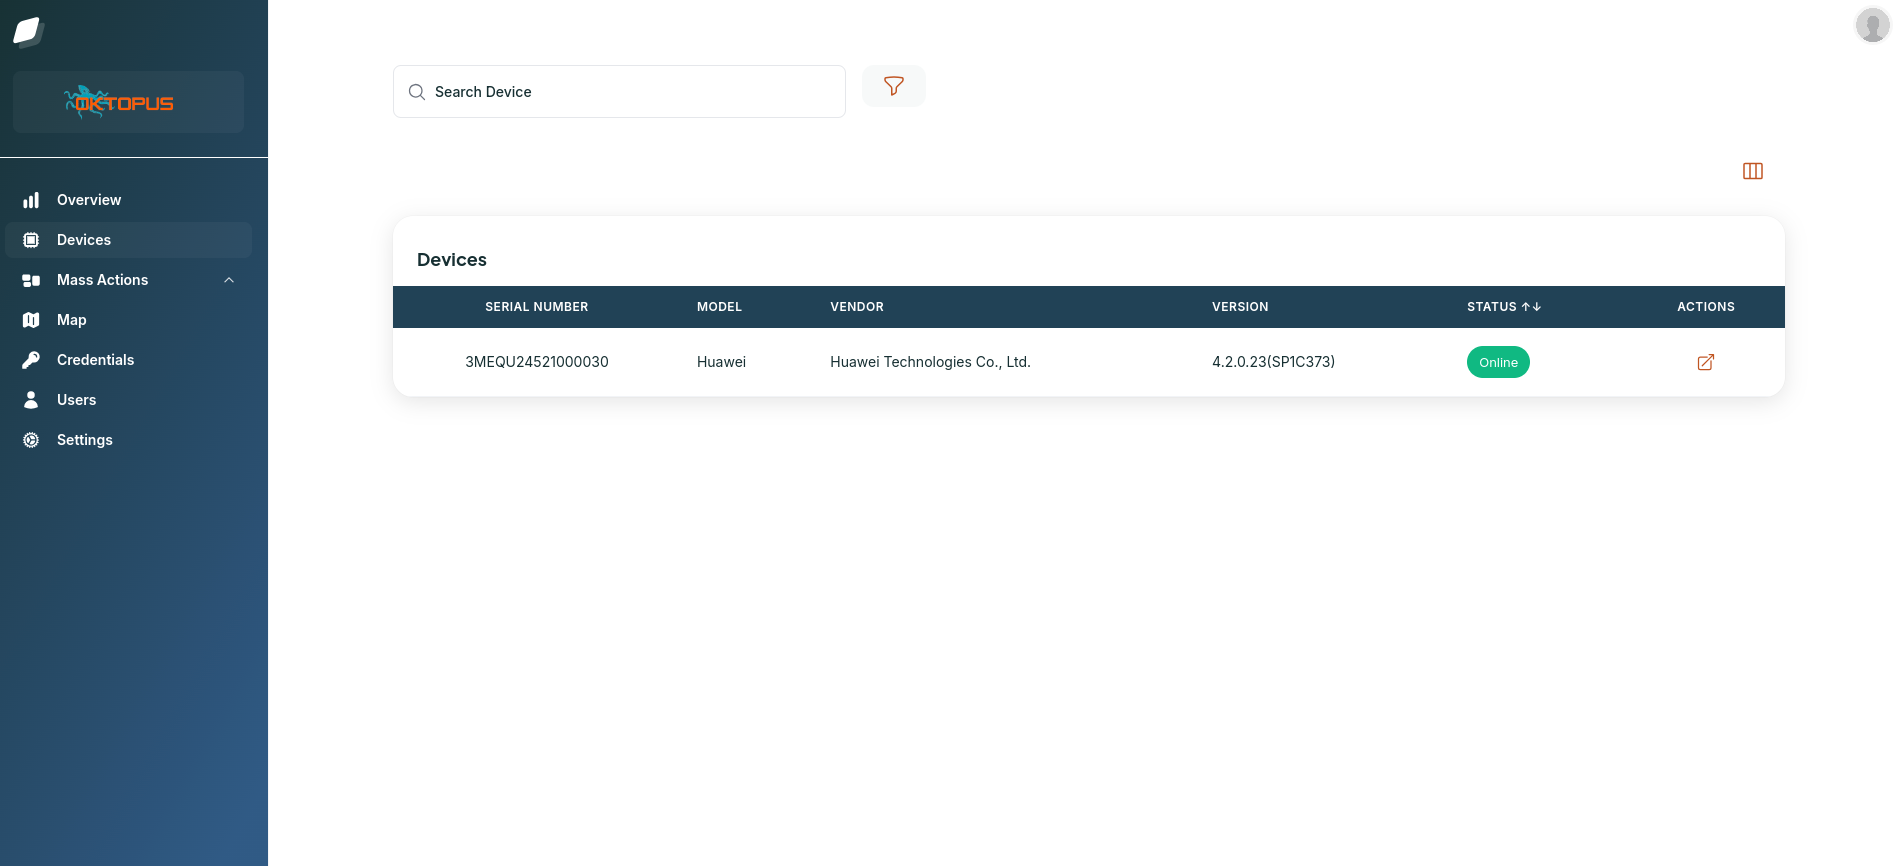 OKTOPUS
Search Device
Overview
Devices
Mass Actions
Map
Credentials
Users
Settings
Devices
SERIAL NUMBER MODEL VENDOR VERSION STATUS ↑↓ ACTIONS
3MEQU24521000030 Huawei Huawei Technologies Co., Ltd. 4.2.0.23(SP1C373) Online